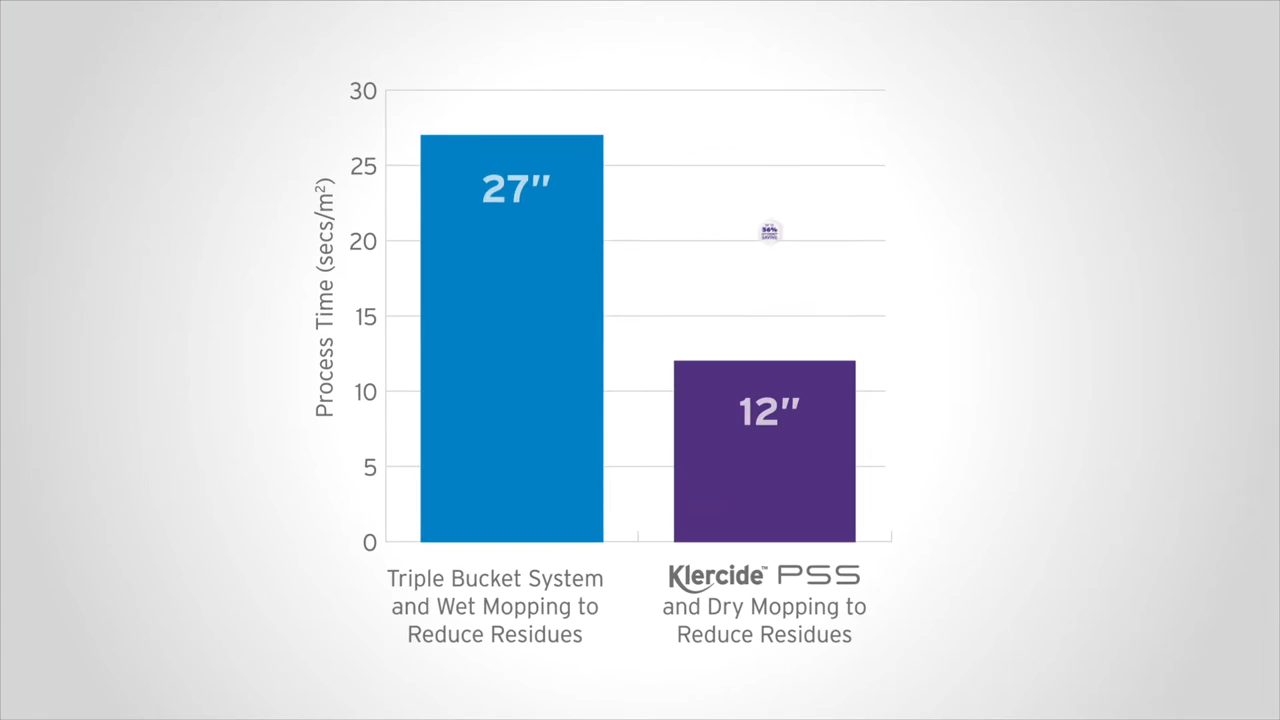 30
25
20
15
10
5
0
Process Time (secs/m²)
27″
56%
12″
Triple Bucket System
and Wet Mopping to
Reduce Residues
Klercide™ PSS
and Dry Mopping to
Reduce Residues